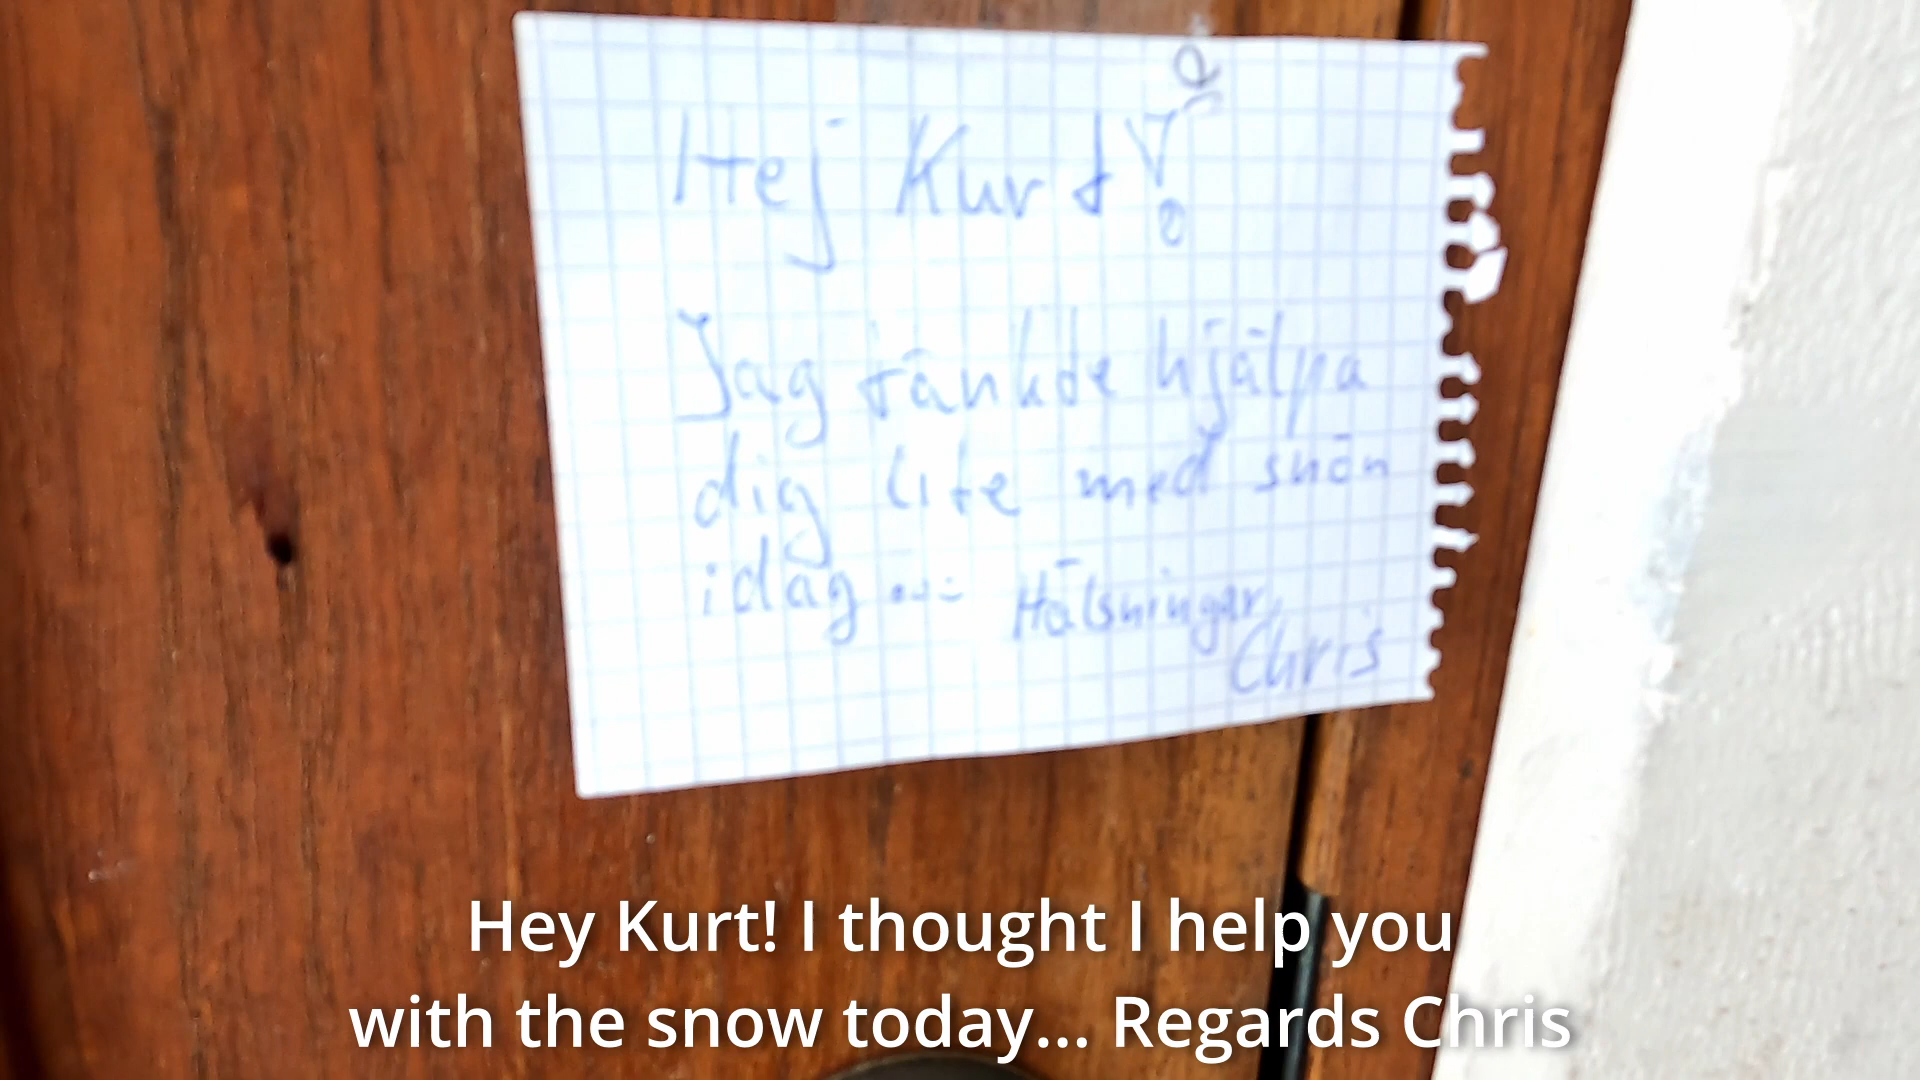 Hej Kurt!
Jag tänkte hjälpa
dig lite med snön
idag...
Hälsningar
Chris
Hey Kurt! I thought I help you
with the snow today... Regards Chris